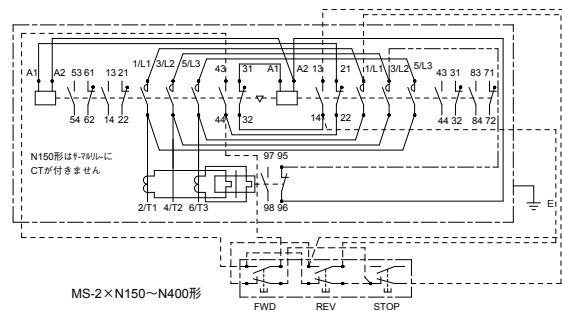 1/L1 3/L2 5/L3 1/L1 3/L2 5/L3
A1 A2 53 61 13 21 43 31 A1 A2 13 21 43 31 83 71
54 62 14 22 44 32 14 22 44 32 84 72
N150形はｻｰﾏﾙﾘﾚｰに
CTが付きません
97 95
98 96
2/T1 4/T2 6/T3
E
MS-2×N150～N400形
FWD REV STOP